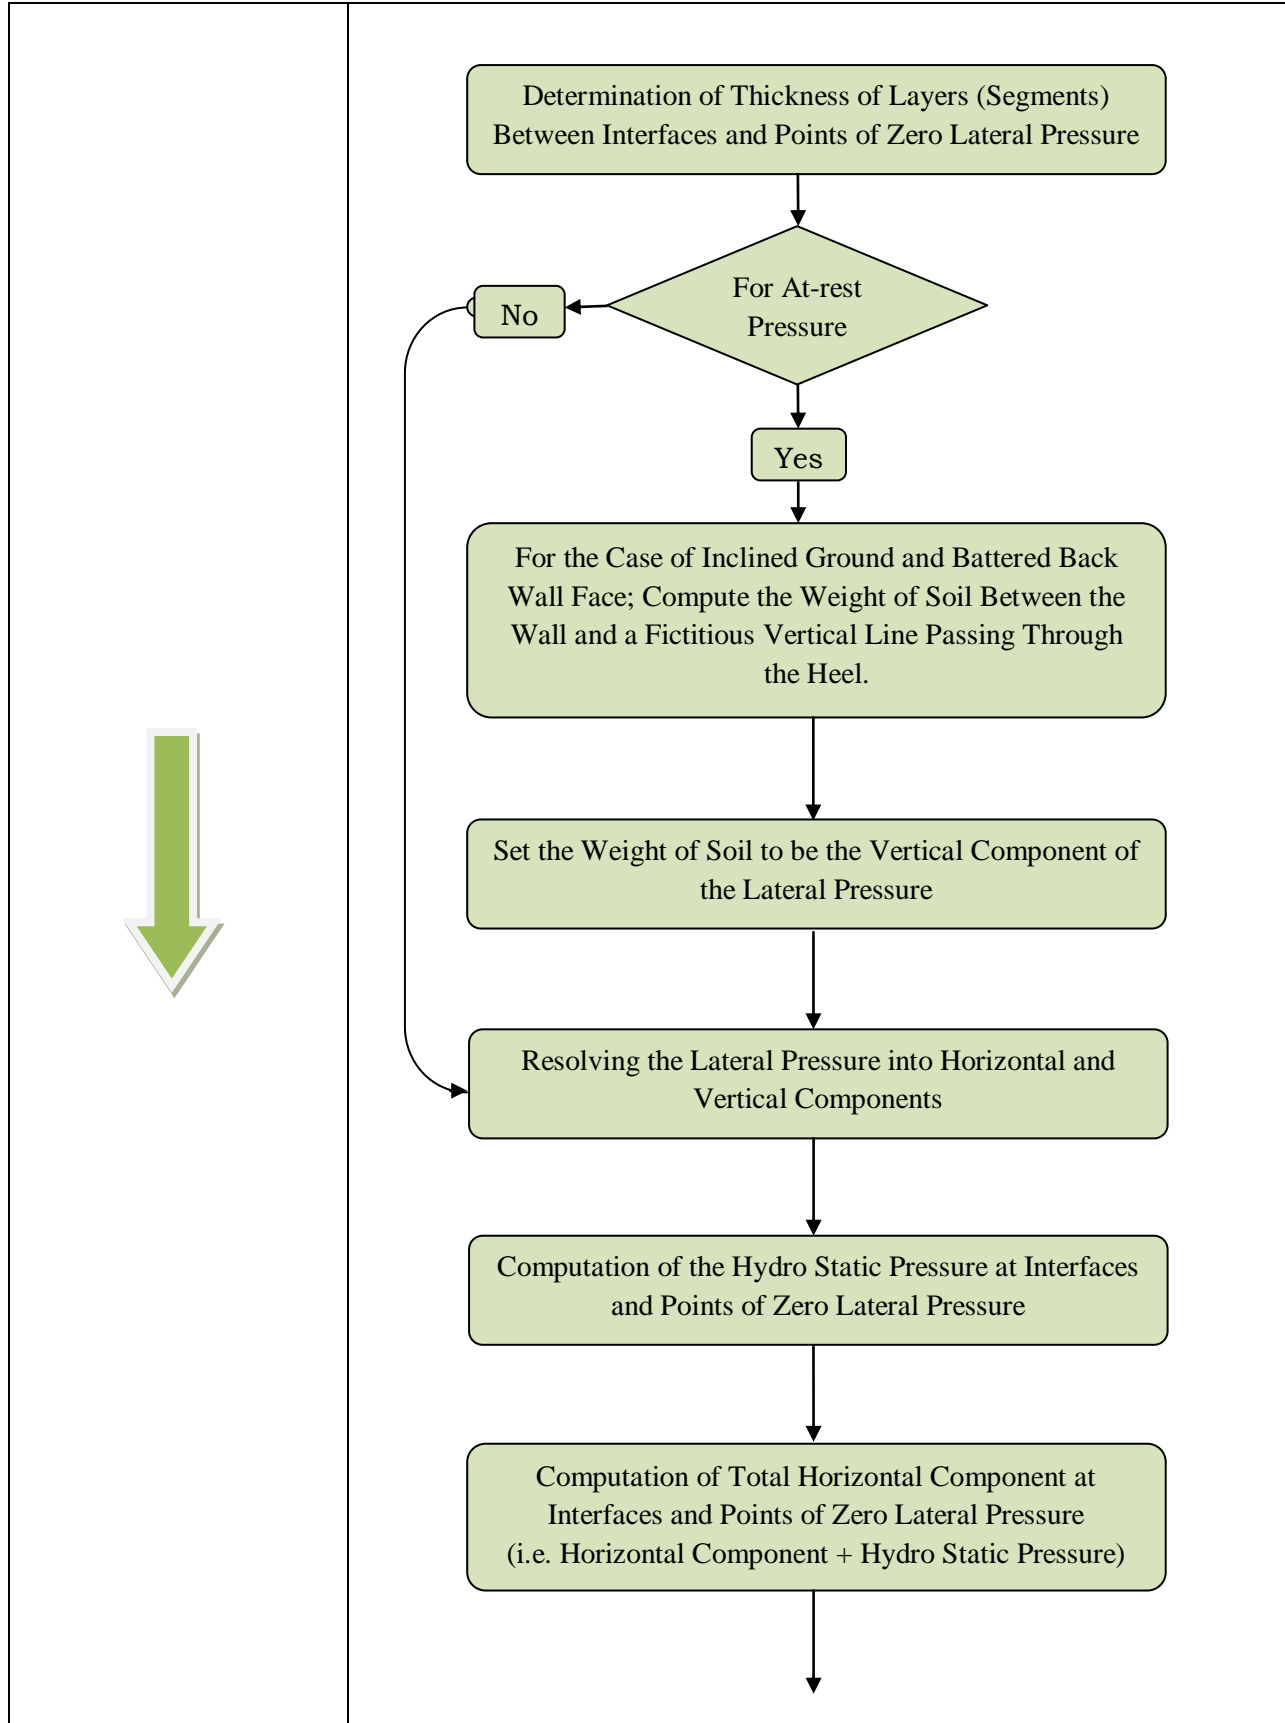 Determination of Thickness of Layers (Segments)
Between Interfaces and Points of Zero Lateral Pressure
For At-rest
Pressure
No
Yes
For the Case of Inclined Ground and Battered Back
Wall Face; Compute the Weight of Soil Between the
Wall and a Fictitious Vertical Line Passing Through
the Heel.
Set the Weight of Soil to be the Vertical Component of
the Lateral Pressure
Resolving the Lateral Pressure into Horizontal and
Vertical Components
Computation of the Hydro Static Pressure at Interfaces
and Points of Zero Lateral Pressure
Computation of Total Horizontal Component at
Interfaces and Points of Zero Lateral Pressure
(i.e. Horizontal Component + Hydro Static Pressure)